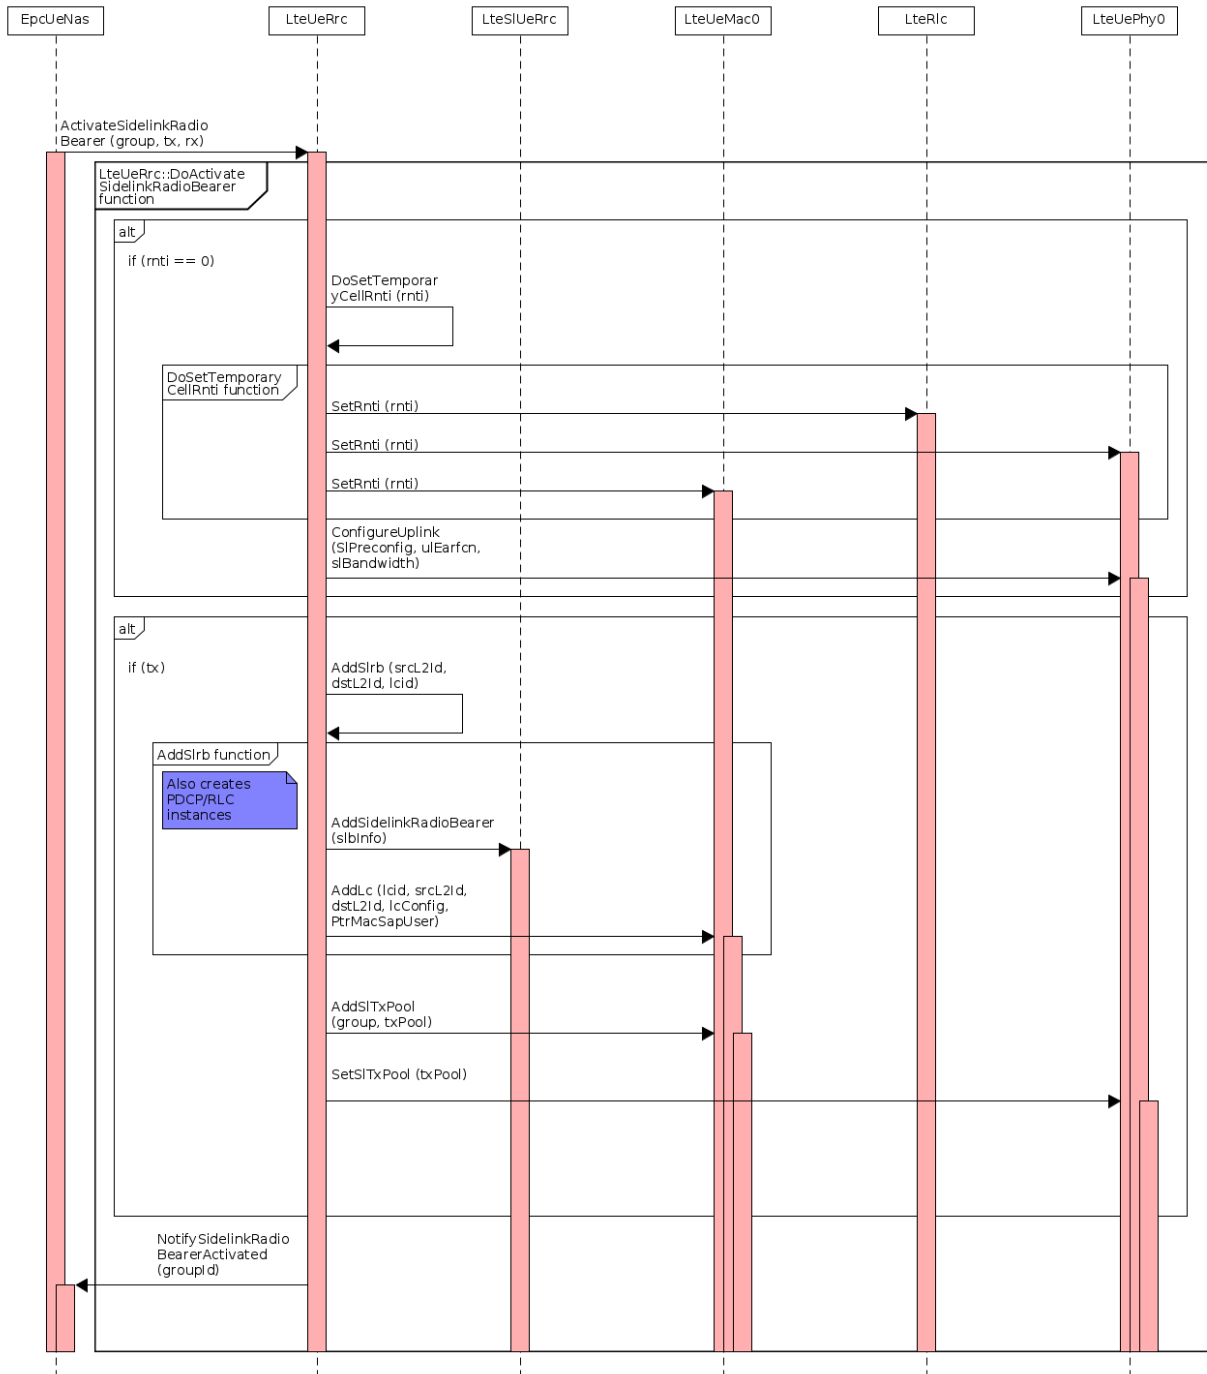 EpcUeNas
LteUeRrc
LteSlUeRrc
LteUeMac0
LteRlc
LteUePhy0
ActivateSidelinkRadio
Bearer (group, tx, rx)
LteUeRrc::DoActivate
SidelinkRadioBearer
function
alt
if (rnti == 0)
DoSetTemporar
yCellRnti (rnti)
DoSetTemporary
CellRnti function
SetRnti (rnti)
SetRnti (rnti)
SetRnti (rnti)
ConfigureUplink
(SlPreconfig, ulEarfcn,
slBandwidth)
alt
if (tx)
AddSlrb (srcL2Id,
dstL2Id, lcid)
AddSlrb function
Also creates
PDCP/RLC
instances
AddSidelinkRadioBearer
(slbInfo)
AddLc (lcid, srcL2Id,
dstL2Id, lcConfig,
PtrMacSapUser)
AddSlTxPool
(group, txPool)
SetSlTxPool (txPool)
NotifySidelinkRadio
BearerActivated
(groupId)